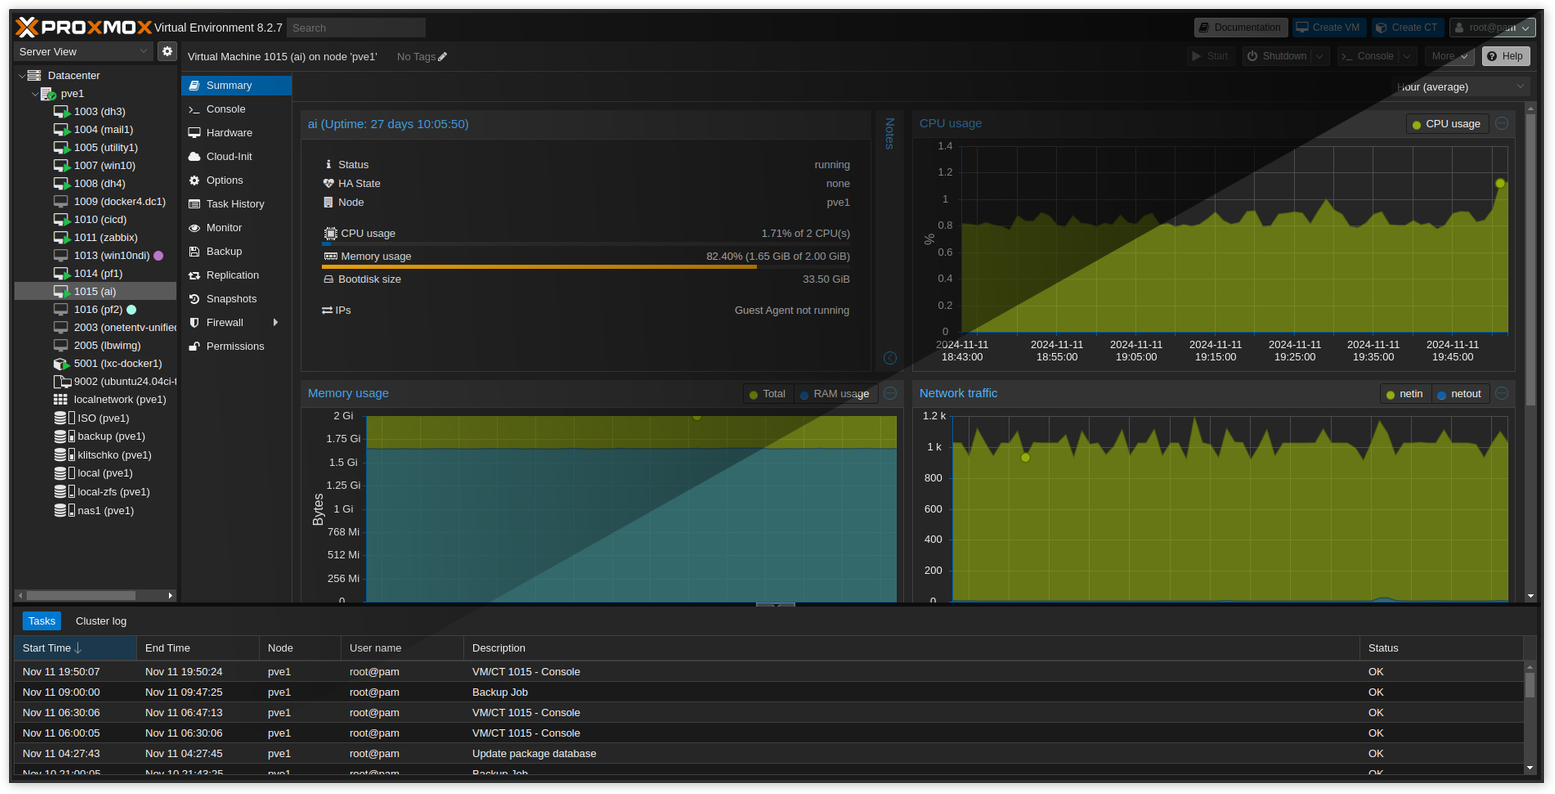 PROXMOX Virtual Environment 8.2.7 Search Documentation Create VM Create CT root@pam
Server View
Virtual Machine 1015 (ai) on node 'pve1' No Tags Start Shutdown Console More Help
Datacenter
pve1
1003 (dh3)
1004 (mail1)
1005 (utility1)
1007 (win10)
1008 (dh4)
1009 (docker4.dc1)
1010 (cicd)
1011 (zabbix)
1013 (win10ndi)
1014 (pf1)
1015 (ai)
1016 (pf2)
2003 (onetentv-unified
2005 (lbwimg)
5001 (lxc-docker1)
9002 (ubuntu24.04ci-t
localnetwork (pve1)
ISO (pve1)
backup (pve1)
klitschko (pve1)
local (pve1)
local-zfs (pve1)
nas1 (pve1)
Summary
Console
Hardware
Cloud-Init
Options
Task History
Monitor
Backup
Replication
Snapshots
Firewall
Permissions
Hour (average)
ai (Uptime: 27 days 10:05:50)
Status running
HA State none
Node pve1
CPU usage 1.71% of 2 CPU(s)
Memory usage 82.40% (1.65 GiB of 2.00 GiB)
Bootdisk size 33.50 GiB
IPs Guest Agent not running
Notes
CPU usage CPU usage
1.4
1.2
1
0.8
%
0.6
0.4
0.2
0
2024-11-11 2024-11-11 2024-11-11 2024-11-11 2024-11-11 2024-11-11 2024-11-11
18:43:00 18:55:00 19:05:00 19:15:00 19:25:00 19:35:00 19:45:00
Memory usage Total RAM usage
2 Gi
1.75 Gi
1.5 Gi
1.25 Gi
1 Gi
Bytes
768 Mi
512 Mi
256 Mi
0
Network traffic netin netout
1.2 k
1 k
800
600
400
200
0
Tasks Cluster log
Start Time End Time Node User name Description Status
Nov 11 19:50:07 Nov 11 19:50:24 pve1 root@pam VM/CT 1015 - Console OK
Nov 11 09:00:00 Nov 11 09:47:25 pve1 root@pam Backup Job OK
Nov 11 06:30:06 Nov 11 06:47:13 pve1 root@pam VM/CT 1015 - Console OK
Nov 11 06:00:05 Nov 11 06:30:06 pve1 root@pam VM/CT 1015 - Console OK
Nov 11 04:27:43 Nov 11 04:27:45 pve1 root@pam Update package database OK
Nov 10 21:00:05 Nov 10 21:43:25 pve1 root@pam Backup Job OK